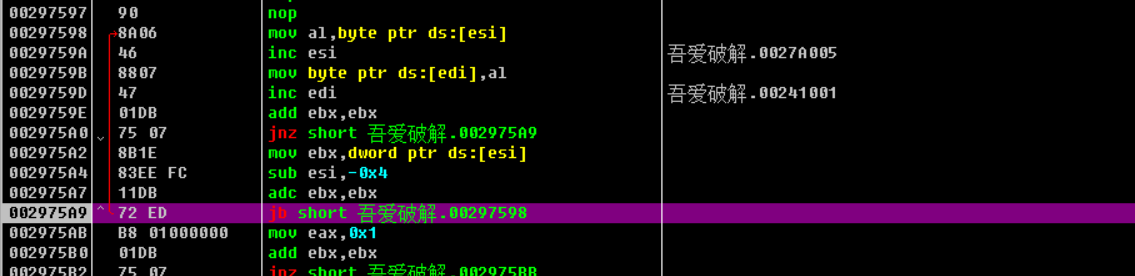 00297597 90 nop
00297598 8A06 mov al,byte ptr ds:[esi]
0029759A 46 inc esi 吾爱破解.0027A005
0029759B 8807 mov byte ptr ds:[edi],al
0029759D 47 inc edi 吾爱破解.00241001
0029759E 01DB add ebx,ebx
002975A0 75 07 jnz short 吾爱破解.002975A9
002975A2 8B1E mov ebx,dword ptr ds:[esi]
002975A4 83EE FC sub esi,-0x4
002975A7 11DB adc ebx,ebx
002975A9 72 ED jb short 吾爱破解.00297598
002975AB B8 01000000 mov eax,0x1
002975B0 01DB add ebx,ebx
002975B2 75 07 jnz short 吾爱破解.002975BB